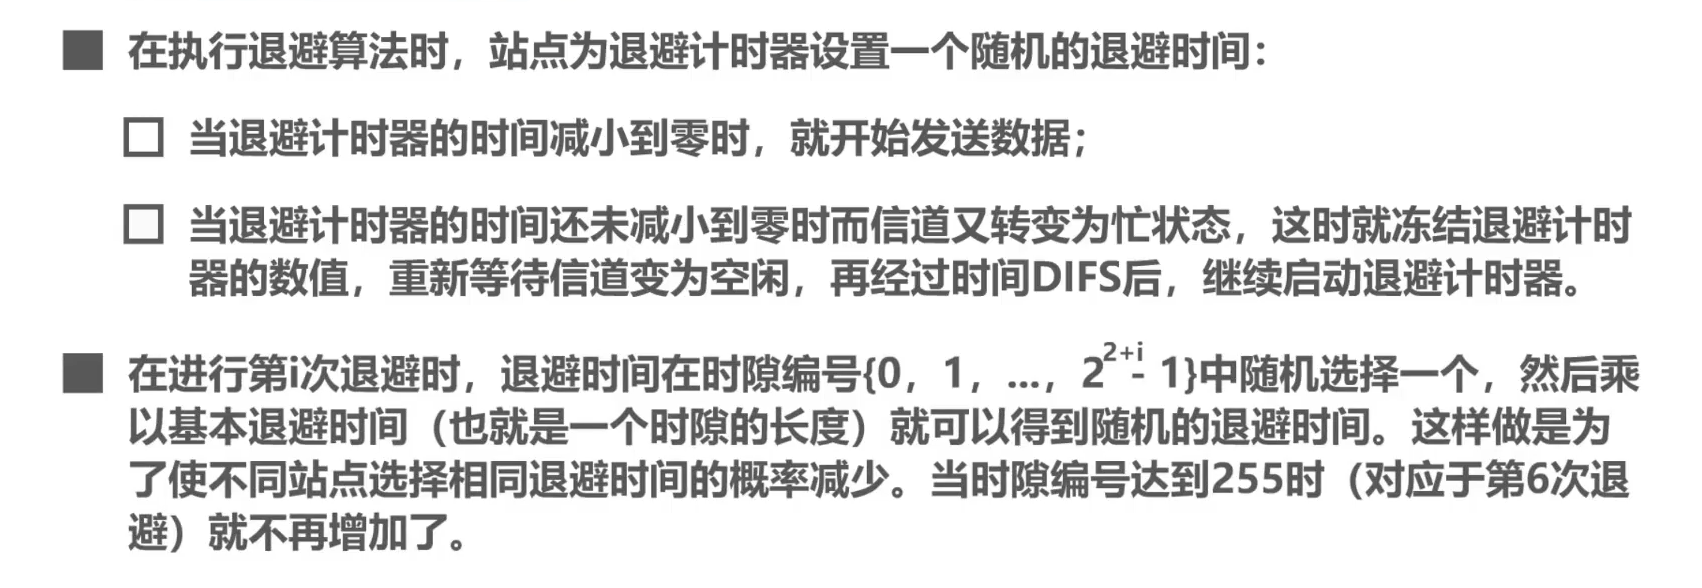 在执行退避算法时，站点为退避计时器设置一个随机的退避时间：
当退避计时器的时间减小到零时，就开始发送数据；
当退避计时器的时间还未减小到零时而信道又转变为忙状态，这时就冻结退避计时
器的数值，重新等待信道变为空闲，再经过时间DIFS后，继续启动退避计时器。
在进行第i次退避时，退避时间在时隙编号{0，1，...，2^{2+i} - 1}中随机选择一个，然后乘
以基本退避时间（也就是一个时隙的长度）就可以得到随机的退避时间。这样做是为
了使不同站点选择相同退避时间的概率减少。当时隙编号达到255时（对应于第6次退
避）就不再增加了。